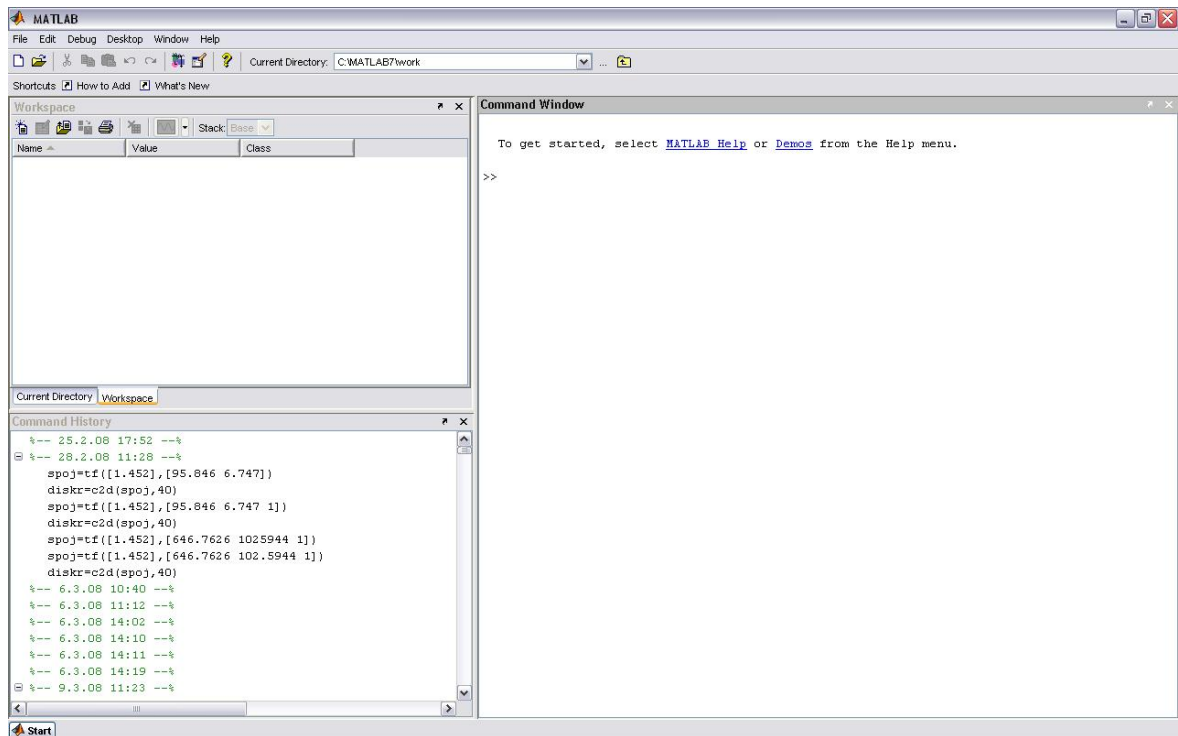 MATLAB
File Edit Debug Desktop Window Help
Current Directory: C:\MATLAB7\work ...
Shortcuts How to Add What's New
Workspace
Stack: Base
Name Value Class
Current Directory Workspace
Command History
%-- 25.2.08 17:52 --%
%-- 28.2.08 11:28 --%
spoj=tf([1.452],[95.846 6.747])
diskr=c2d(spoj,40)
spoj=tf([1.452],[95.846 6.747 1])
diskr=c2d(spoj,40)
spoj=tf([1.452],[646.7626 1025944 1])
spoj=tf([1.452],[646.7626 102.5944 1])
diskr=c2d(spoj,40)
%-- 6.3.08 10:40 --%
%-- 6.3.08 11:12 --%
%-- 6.3.08 14:02 --%
%-- 6.3.08 14:10 --%
%-- 6.3.08 14:11 --%
%-- 6.3.08 14:19 --%
%-- 9.3.08 11:23 --%
Command Window
To get started, select MATLAB Help or Demos from the Help menu.
>>
Start